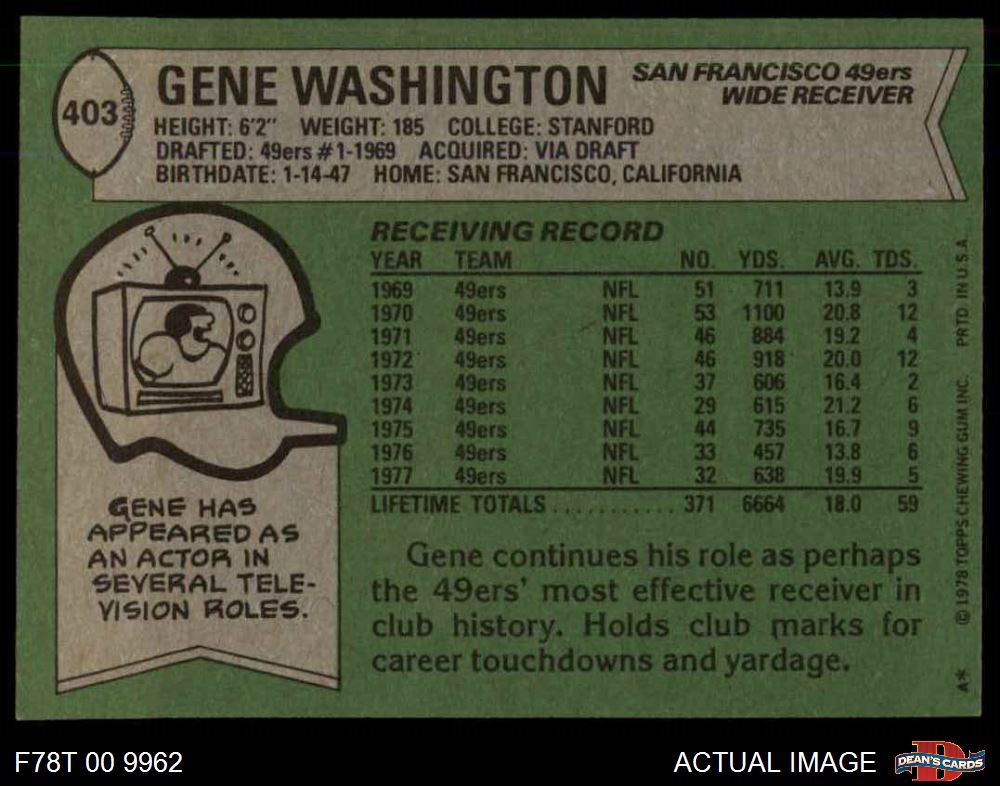 403
GENE WASHINGTON
SAN FRANCISCO 49ers
WIDE RECEIVER
HEIGHT: 6'2" WEIGHT: 185 COLLEGE: STANFORD
DRAFTED: 49ers #1-1969 ACQUIRED: VIA DRAFT
BIRTHDATE: 1-14-47 HOME: SAN FRANCISCO, CALIFORNIA
RECEIVING RECORD
YEAR TEAM NO. YDS. AVG. TDS.
1969 49ers NFL 51 711 13.9 3
1970 49ers NFL 53 1100 20.8 12
1971 49ers NFL 46 884 19.2 4
1972 49ers NFL 46 918 20.0 12
1973 49ers NFL 37 606 16.4 2
1974 49ers NFL 29 615 21.2 6
1975 49ers NFL 44 735 16.7 9
1976 49ers NFL 33 457 13.8 6
1977 49ers NFL 32 638 19.9 5
LIFETIME TOTALS ........... 371 6664 18.0 59
GENE HAS
APPEARED AS
AN ACTOR IN
SEVERAL TELE-
VISION ROLES.
Gene continues his role as perhaps
the 49ers' most effective receiver in
club history. Holds club marks for
career touchdowns and yardage.
A* © 1978 TOPPS CHEWING GUM INC. PRTD. IN U.S.A.
F78T 00 9962
ACTUAL IMAGE
D
DEAN'S CARDS